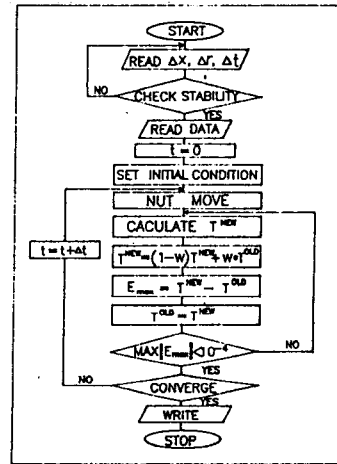 START
READ Δx, Δr, Δt
NO
CHECK STABILITY
YES
READ DATA
t = 0
SET INITIAL CONDITION
NUT MOVE
CACULATE T^NEW
t = t+Δt
T^NEW=(1-w)T^NEW+w•T^OLD
E_max = T^NEW - T^OLD
T^OLD = T^NEW
MAX|E_max|<10^-4
NO
YES
NO
CONVERGE
YES
WRITE
STOP